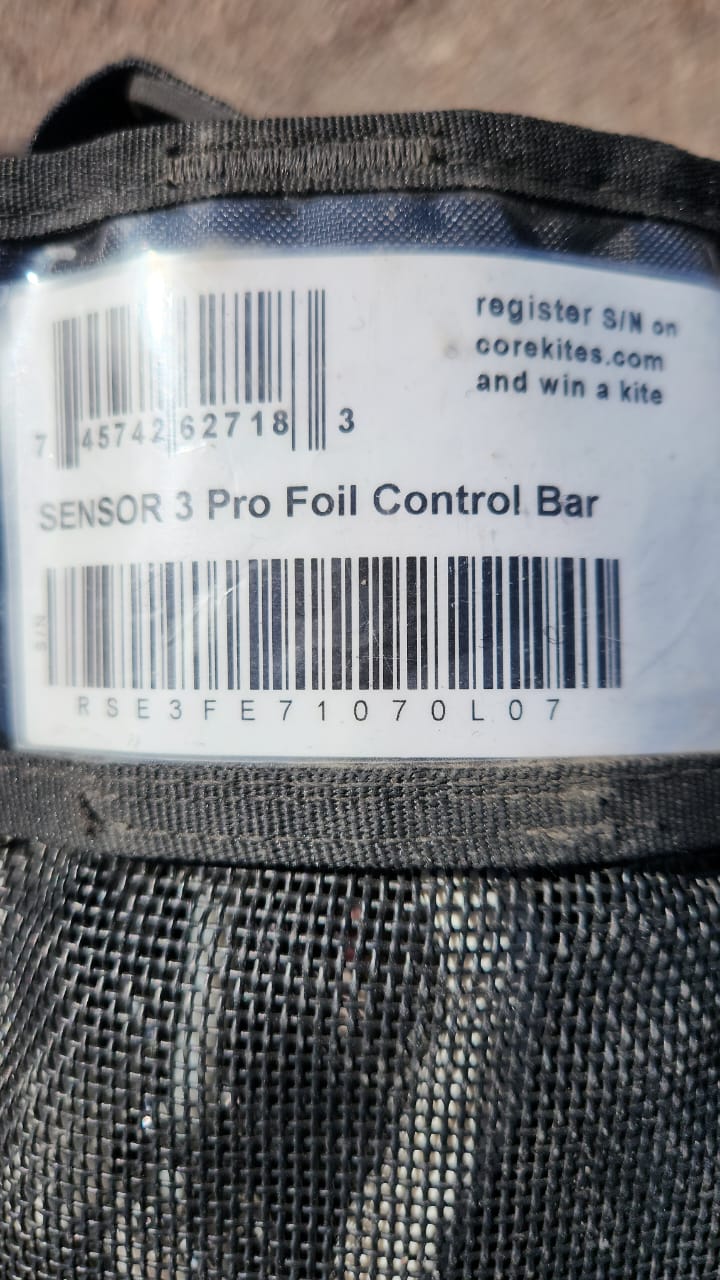 register S/N on
corekites.com
and win a kite
7 45742 62718 3
SENSOR 3 Pro Foil Control Bar
S/N
RSE3FE71070L07